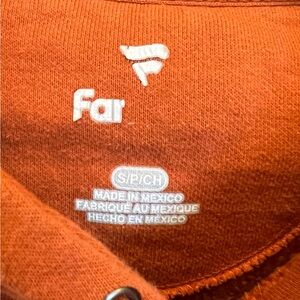 Far
S/P/CH
MADE IN MEXICO
FABRIQUÉ AU MEXIQUE
HECHO EN MÉXICO